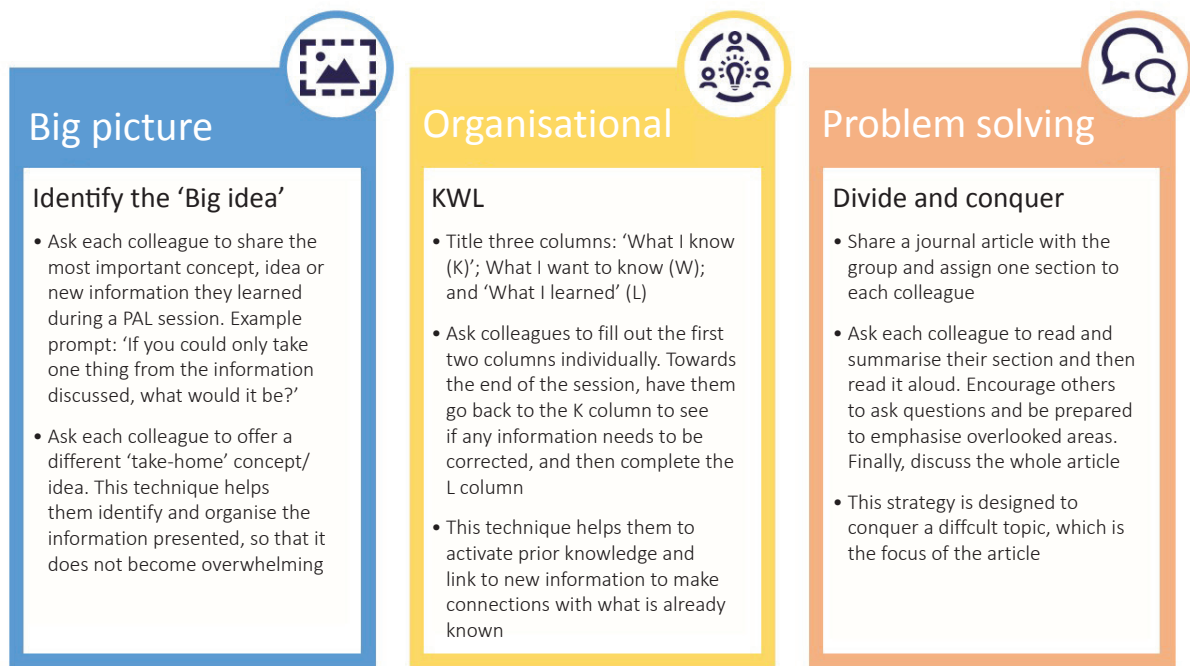 Big picture
Identify the ‘Big idea’
• Ask each colleague to share the
most important concept, idea or
new information they learned
during a PAL session. Example
prompt: ‘If you could only take
one thing from the information
discussed, what would it be?’
• Ask each colleague to offer a
different ‘take-home’ concept/
idea. This technique helps
them identify and organise the
information presented, so that it
does not become overwhelming
Organisational
KWL
• Title three columns: ‘What I know
(K)’; What I want to know (W);
and ‘What I learned’ (L)
• Ask colleagues to fill out the first
two columns individually. Towards
the end of the session, have them
go back to the K column to see
if any information needs to be
corrected, and then complete the
L column
• This technique helps them to
activate prior knowledge and
link to new information to make
connections with what is already
known
Problem solving
Divide and conquer
• Share a journal article with the
group and assign one section to
each colleague
• Ask each colleague to read and
summarise their section and then
read it aloud. Encourage others
to ask questions and be prepared
to emphasise overlooked areas.
Finally, discuss the whole article
• This strategy is designed to
conquer a diffcult topic, which is
the focus of the article